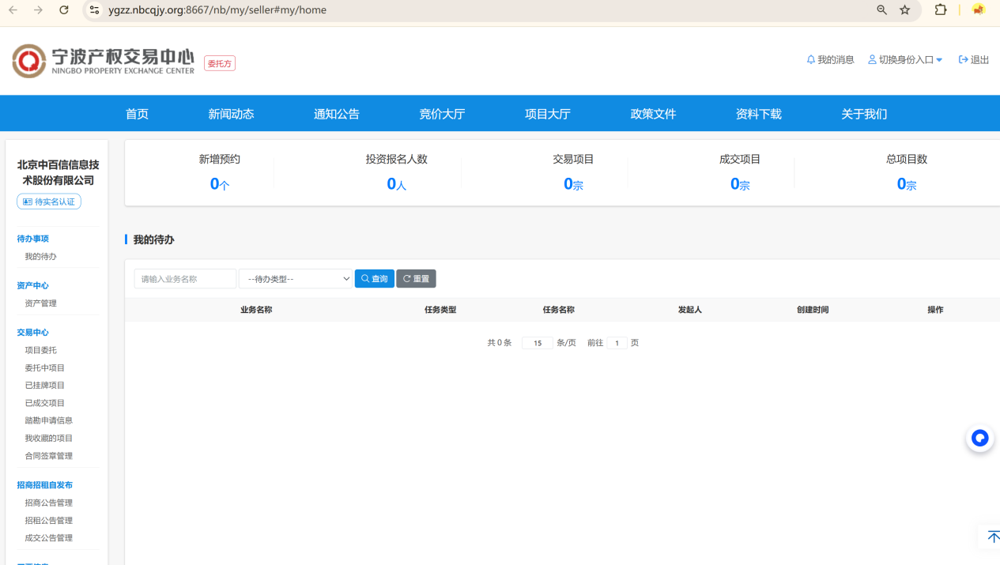 ygzz.nbcqjy.org:8667/nb/my/seller#my/home
宁波产权交易中心
NINGBO PROPERTY EXCHANGE CENTER
委托方
我的消息 切换身份入口 退出
首页 新闻动态 通知公告 竞价大厅 项目大厅 政策文件 资料下载 关于我们
北京中百信信息技
术股份有限公司
待实名认证
待办事项
我的待办
资产中心
资产管理
交易中心
项目委托
委托中项目
已挂牌项目
已成交项目
踏勘申请信息
我收藏的项目
合同签章管理
招商招租自发布
招商公告管理
招租公告管理
成交公告管理
新增预约 投资报名人数 交易项目 成交项目 总项目数
0个 0人 0宗 0宗 0宗
我的待办
请输入业务名称 --待办类型-- 查询 重置
业务名称 任务类型 任务名称 发起人 创建时间 操作
共 0 条 15 条/页 前往 1 页